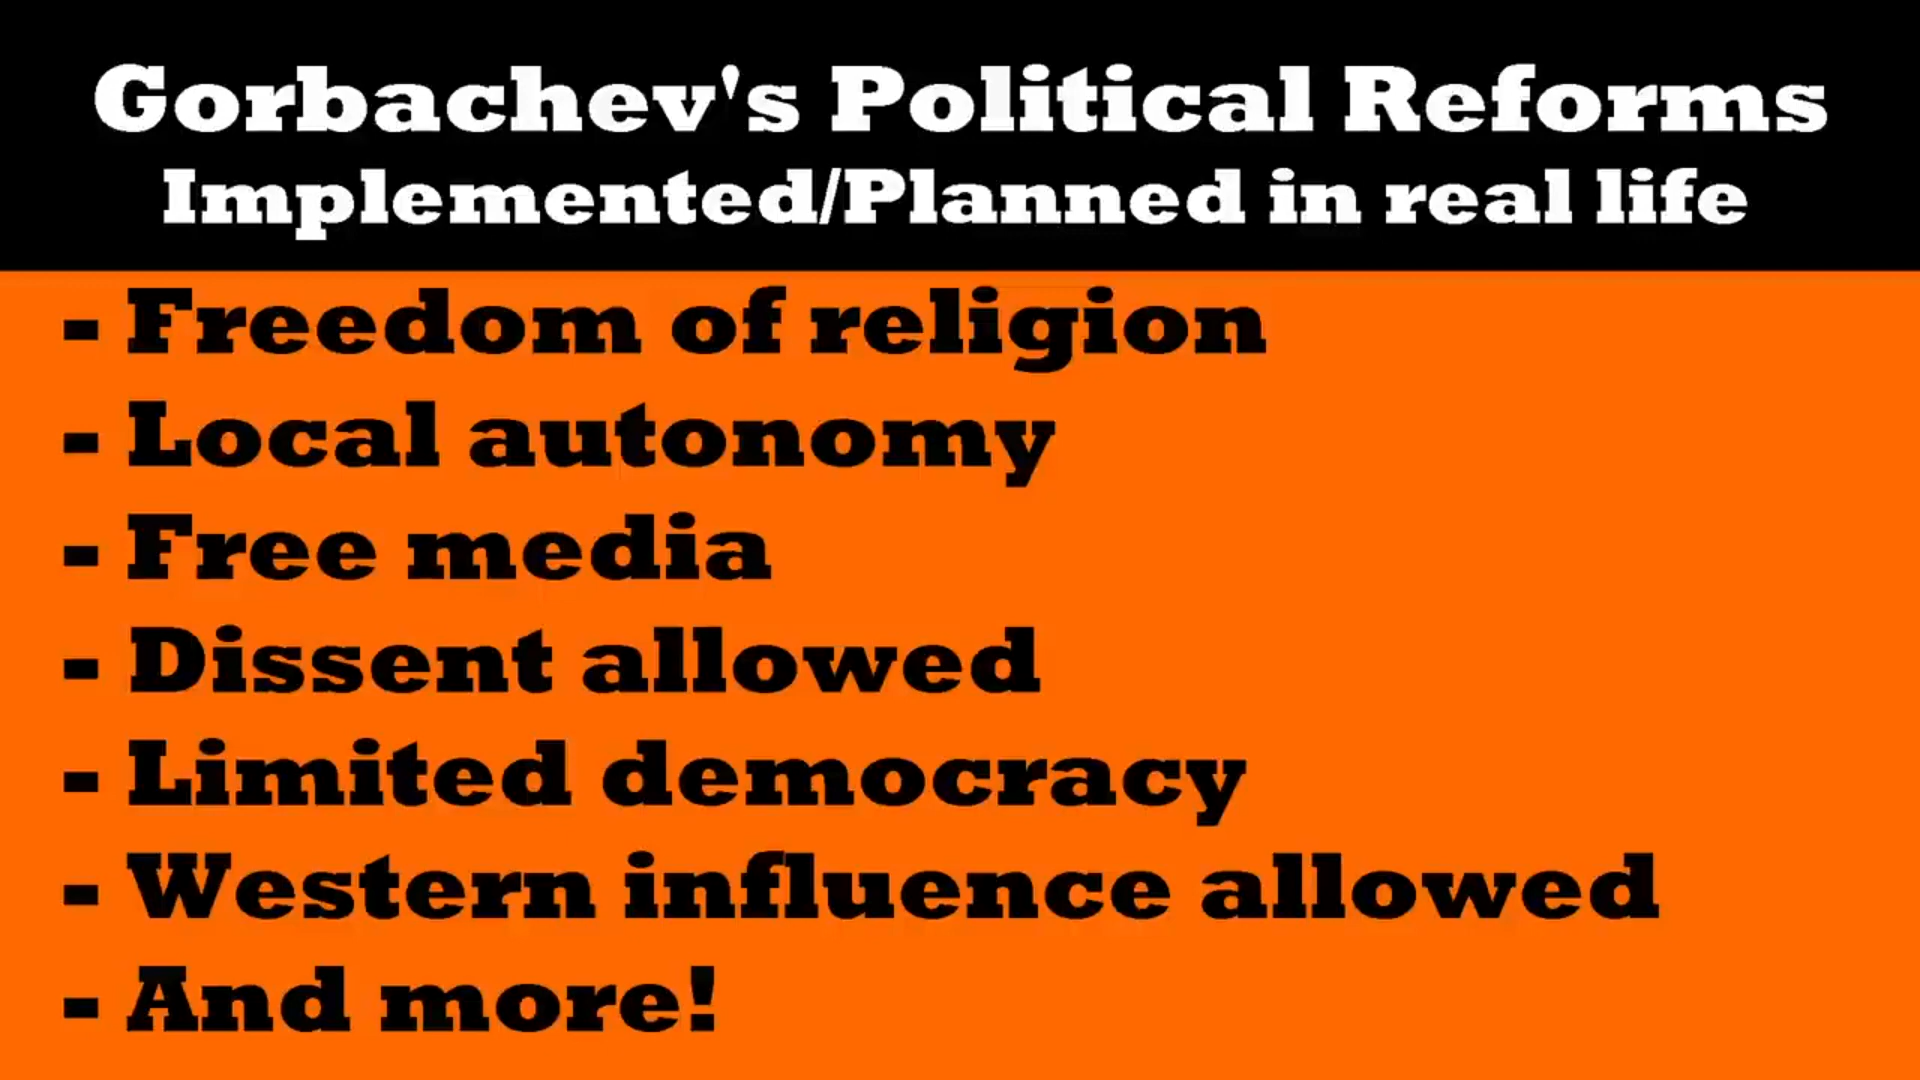 Gorbachev's Political Reforms
Implemented/Planned in real life
- Freedom of religion
- Local autonomy
- Free media
- Dissent allowed
- Limited democracy
- Western influence allowed
- And more!